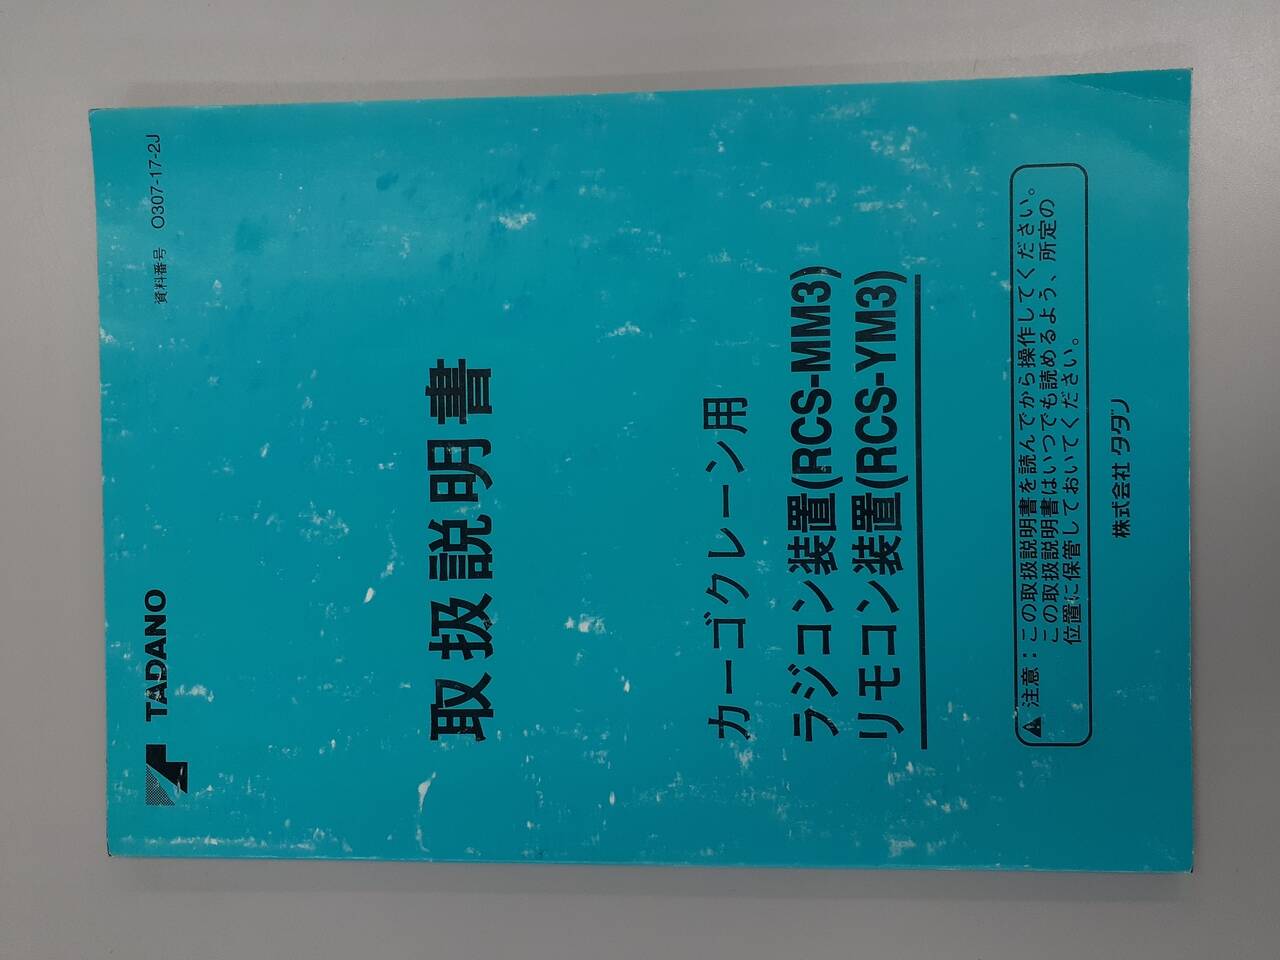 TADANO
資料番号 O307-17-2J
取扱説明書
カーゴクレーン用
ラジコン装置(RCS-MM3)
リモコン装置(RCS-YM3)
注意：この取扱説明書を読んでから操作してください。
この取扱説明書はいつでも読めるよう、所定の
位置に保管しておいてください。
株式会社 タダノ